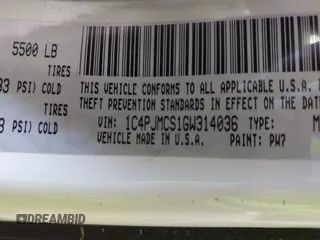 5500 LB
TIRES
PSI) COLD
TIRES
PSI) COLD
THIS VEHICLE CONFORMS TO ALL APPLICABLE U.S.A.
THEFT PREVENTION STANDARDS IN EFFECT ON THE DATE
VIN: 1C4PJMCS1GW314036 TYPE: M
VEHICLE MADE IN U.S.A. PAINT: PW7
DREAMBID